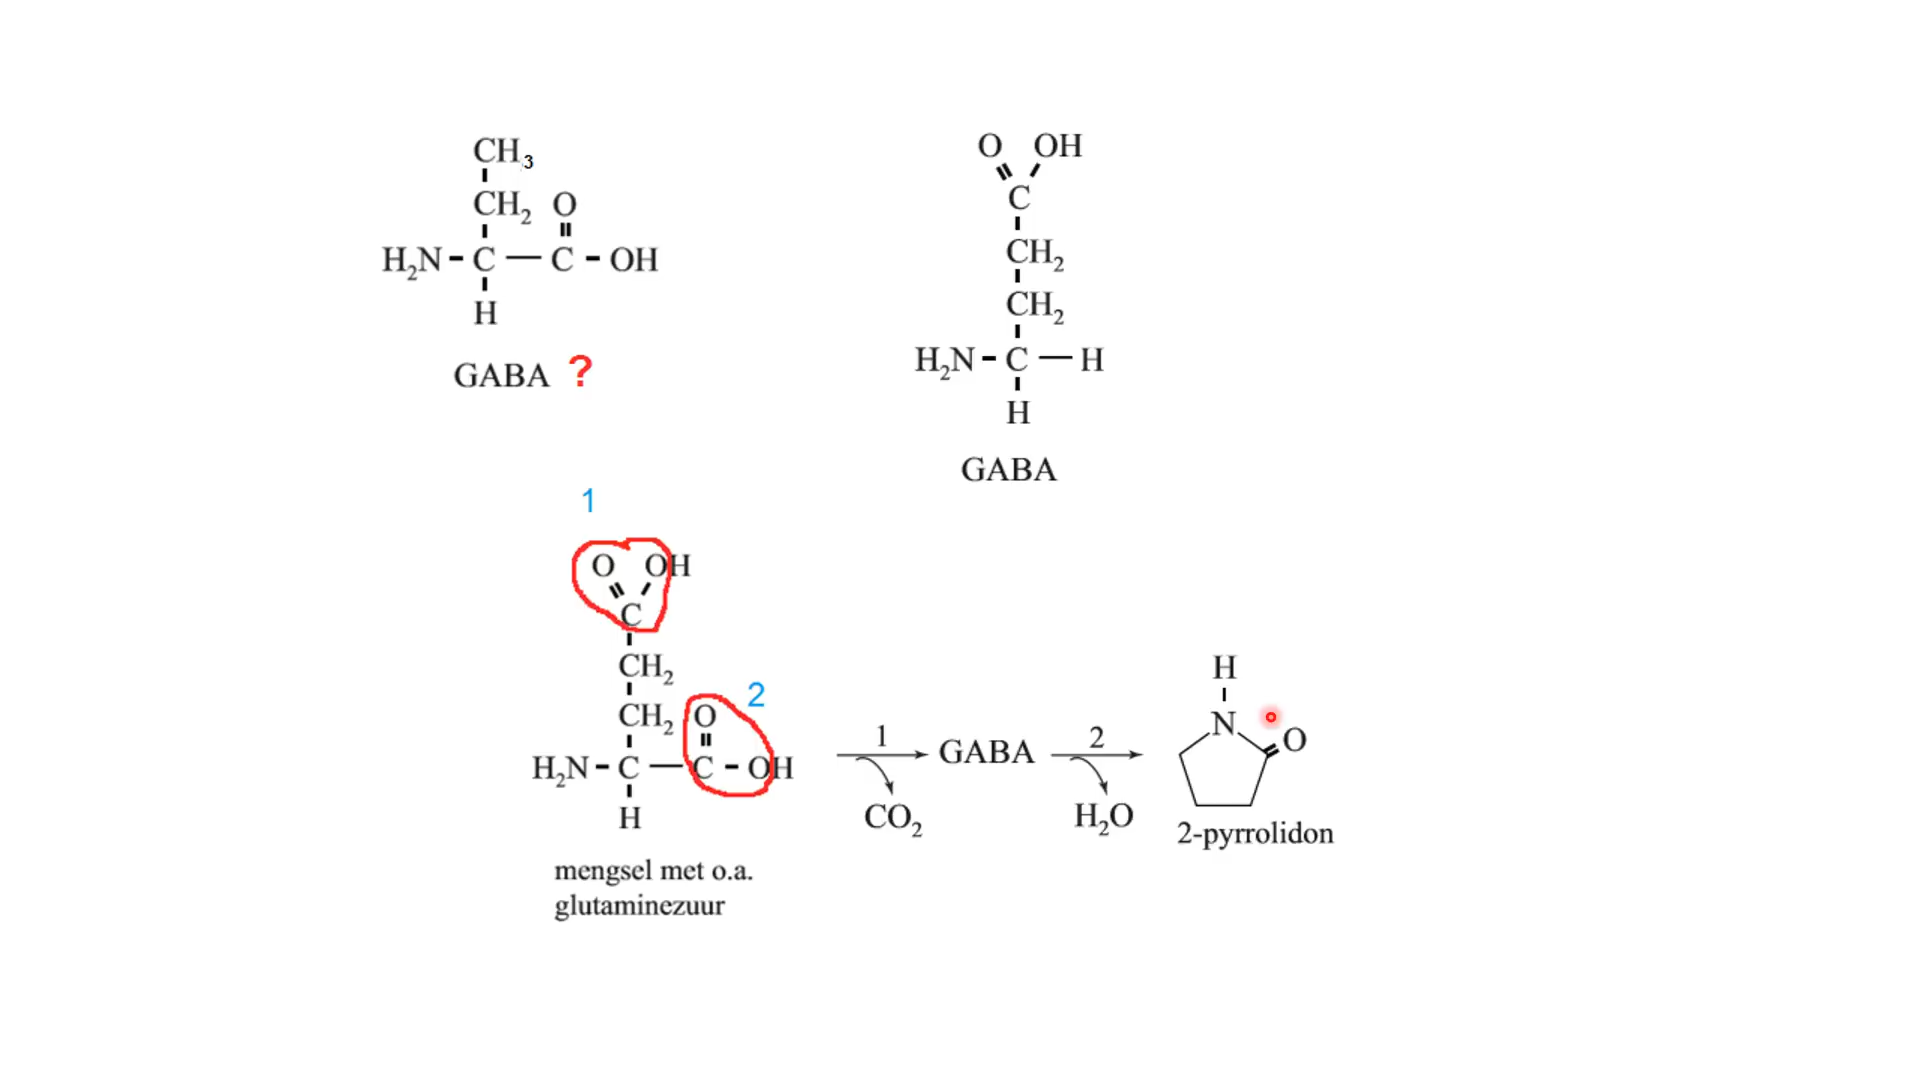 CH3
CH2 O
H2N - C — C - OH
H
GABA ?
O OH
C
CH2
CH2
H2N - C — H
H
GABA
1
O OH
C
CH2
CH2 O 2
H2N - C — C - OH
H
mengsel met o.a.
glutaminezuur
1
CO2
GABA
2
H2O
H
N
O
2-pyrrolidon